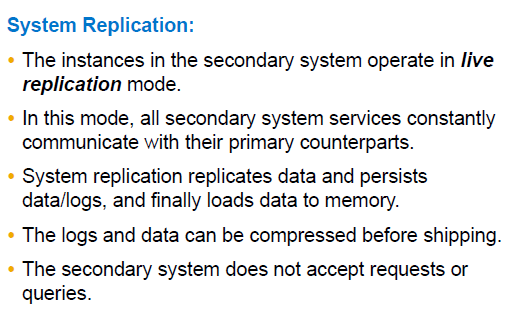 System Replication:
• The instances in the secondary system operate in live
replication mode.
• In this mode, all secondary system services constantly
communicate with their primary counterparts.
• System replication replicates data and persists
data/logs, and finally loads data to memory.
• The logs and data can be compressed before shipping.
• The secondary system does not accept requests or
queries.